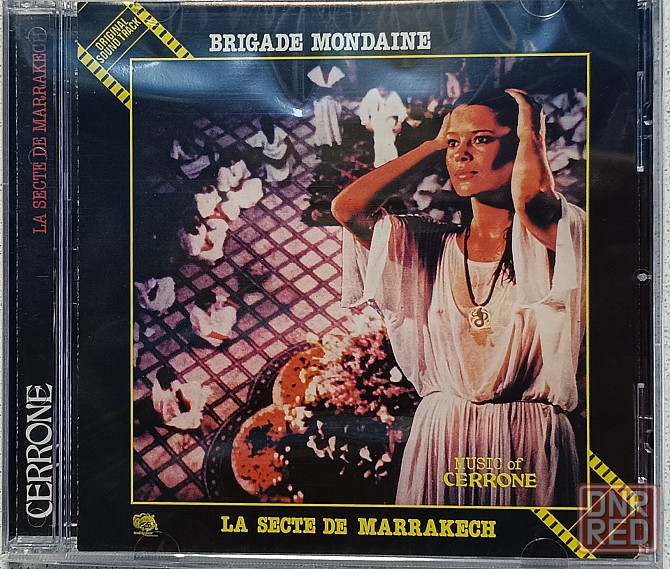 ORIGINAL
SOUND TRACK
BRIGADE MONDAINE
LA SECTE DE MARRAKECH
CERRONE
MUSIC of
CERRONE
LA SECTE DE MARRAKECH
DNR
RED